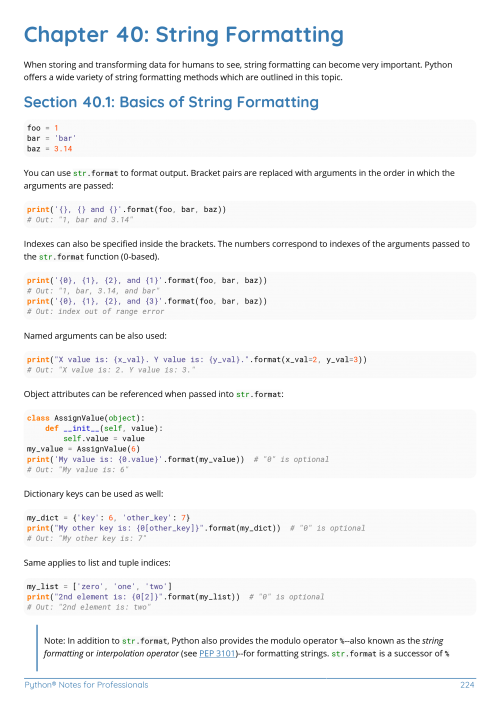 Chapter 40: String Formatting
When storing and transforming data for humans to see, string formatting can become very important. Python
offers a wide variety of string formatting methods which are outlined in this topic.
Section 40.1: Basics of String Formatting
foo = 1
bar = 'bar'
baz = 3.14
You can use str.format to format output. Bracket pairs are replaced with arguments in the order in which the
arguments are passed:
print('{}, {} and {}'.format(foo, bar, baz))
# Out: "1, bar and 3.14"
Indexes can also be specified inside the brackets. The numbers correspond to indexes of the arguments passed to
the str.format function (0-based).
print('{0}, {1}, {2}, and {1}'.format(foo, bar, baz))
# Out: "1, bar, 3.14, and bar"
print('{0}, {1}, {2}, and {3}'.format(foo, bar, baz))
# Out: index out of range error
Named arguments can be also used:
print("X value is: {x_val}. Y value is: {y_val}.".format(x_val=2, y_val=3))
# Out: "X value is: 2. Y value is: 3."
Object attributes can be referenced when passed into str.format:
class AssignValue(object):
    def __init__(self, value):
        self.value = value
my_value = AssignValue(6)
print('My value is: {0.value}'.format(my_value))  # "0" is optional
# Out: "My value is: 6"
Dictionary keys can be used as well:
my_dict = {'key': 6, 'other_key': 7}
print("My other key is: {0[other_key]}".format(my_dict))  # "0" is optional
# Out: "My other key is: 7"
Same applies to list and tuple indices:
my_list = ['zero', 'one', 'two']
print("2nd element is: {0[2]}".format(my_list))  # "0" is optional
# Out: "2nd element is: two"
Note: In addition to str.format, Python also provides the modulo operator %--also known as the string
formatting or interpolation operator (see PEP 3101)--for formatting strings. str.format is a successor of %
Python® Notes for Professionals 224